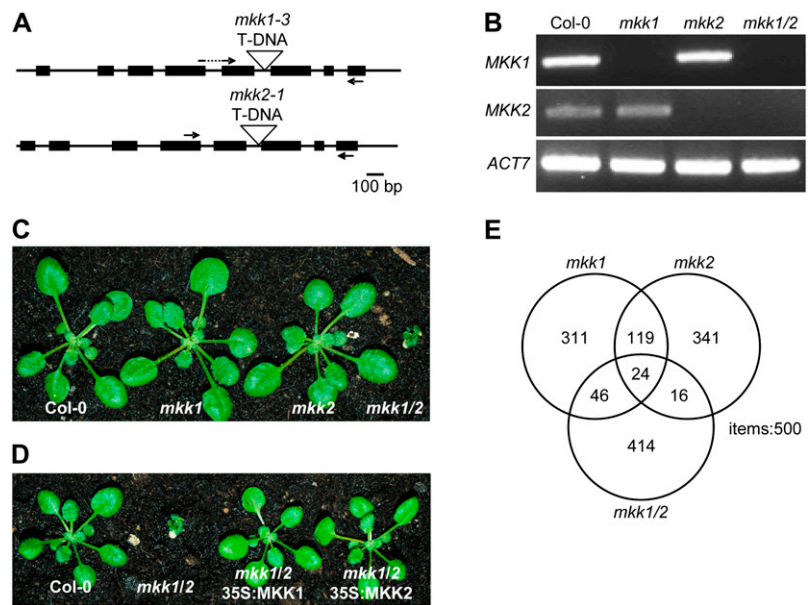 A
mkk1-3
T-DNA
mkk2-1
T-DNA
100 bp
B
Col-0 mkk1 mkk2 mkk1/2
MKK1
MKK2
ACT7
C
Col-0 mkk1 mkk2 mkk1/2
D
Col-0 mkk1/2 mkk1/2 35S:MKK1 mkk1/2 35S:MKK2
E
mkk1 mkk2
311 119 341
24
46 16
items:500
414
mkk1/2